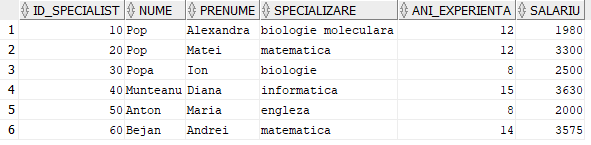 ID_SPECIALIST NUME PRENUME SPECIALIZARE ANI_EXPERIENTA SALARIU
1 10 Pop Alexandra biologie moleculara 12 1980
2 20 Pop Matei matematica 12 3300
3 30 Popa Ion biologie 8 2500
4 40 Munteanu Diana informatica 15 3630
5 50 Anton Maria engleza 8 2000
6 60 Bejan Andrei matematica 14 3575